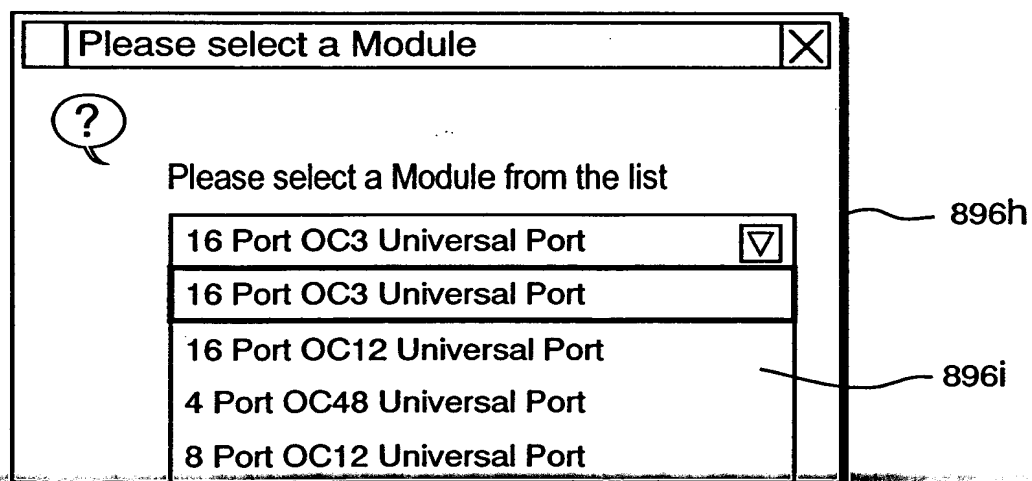 Please select a Module
?
Please select a Module from the list
896h
16 Port OC3 Universal Port
16 Port OC3 Universal Port
16 Port OC12 Universal Port
896i
4 Port OC48 Universal Port
8 Port OC12 Universal Port